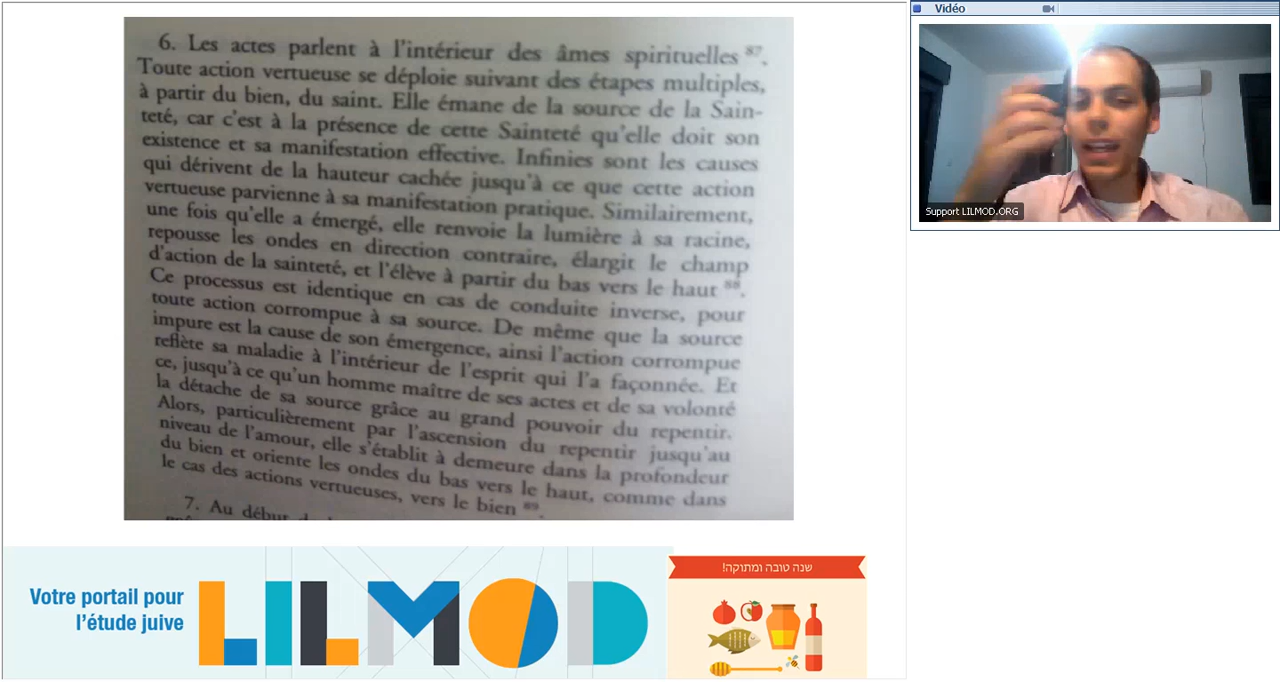 6. Les actes parlent à l'intérieur des âmes spirituelles 87.
Toute action vertueuse se déploie suivant des étapes multiples,
à partir du bien, du saint. Elle émane de la source de la Sain-
teté, car c'est à la présence de cette Sainteté qu'elle doit son
existence et sa manifestation effective. Infinies sont les causes
qui dérivent de la hauteur cachée jusqu'à ce que cette action
vertueuse parvienne à sa manifestation pratique. Similairement,
une fois qu'elle a émergé, elle renvoie la lumière à sa racine,
repousse les ondes en direction contraire, élargit le champ
d'action de la sainteté, et l'élève à partir du bas vers le haut 88.
Ce processus est identique en cas de conduite inverse, pour
toute action corrompue à sa source. De même que la source
impure est la cause de son émergence, ainsi l'action corrompue
reflète sa maladie à l'intérieur de l'esprit qui l'a façonnée. Et
ce, jusqu'à ce qu'un homme maître de ses actes et de sa volonté
la détache de sa source grâce au grand pouvoir du repentir.
Alors, particulièrement par l'ascension du repentir jusqu'au
niveau de l'amour, elle s'établit à demeure dans la profondeur
du bien et oriente les ondes du bas vers le haut, comme dans
le cas des actions vertueuses, vers le bien 89.
7. Au début
Vidéo
Support LILMOD.ORG
Votre portail pour
l'étude juive
LILMOD
שנה טובה ומתוקה!